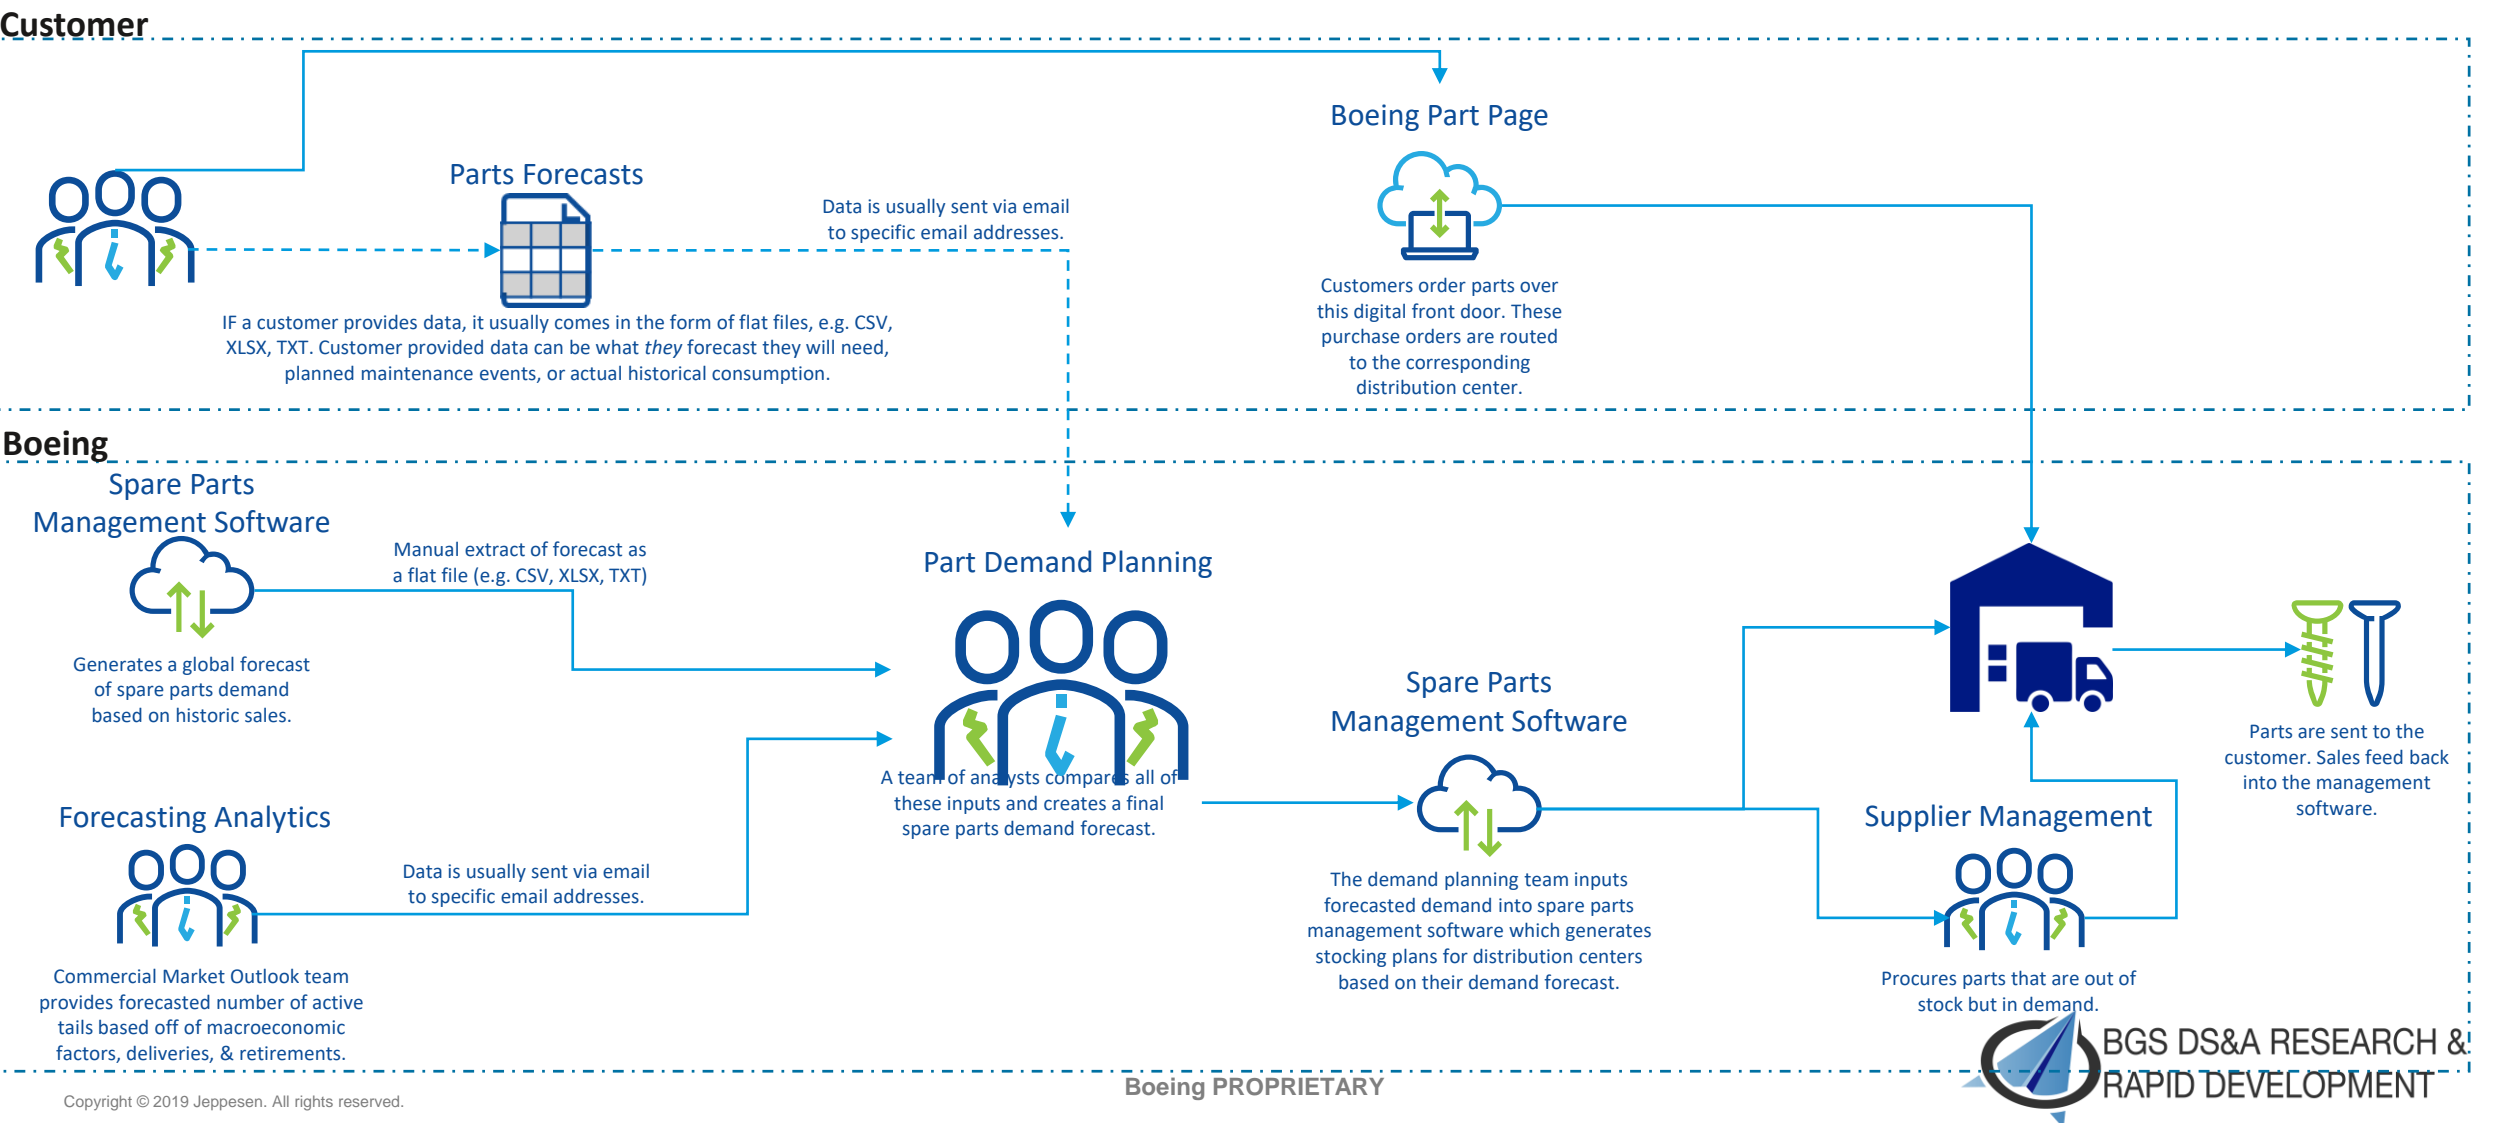 Customer
Boeing Part Page
Parts Forecasts
Data is usually sent via email
to specific email addresses.
Customers order parts over
this digital front door. These
purchase orders are routed
to the corresponding
distribution center.
IF a customer provides data, it usually comes in the form of flat files, e.g. CSV,
XLSX, TXT. Customer provided data can be what they forecast they will need,
planned maintenance events, or actual historical consumption.
Boeing
Spare Parts
Management Software
Manual extract of forecast as
a flat file (e.g. CSV, XLSX, TXT)
Generates a global forecast
of spare parts demand
based on historic sales.
Part Demand Planning
A team of analysts compares all of
these inputs and creates a final
spare parts demand forecast.
Forecasting Analytics
Data is usually sent via email
to specific email addresses.
Commercial Market Outlook team
provides forecasted number of active
tails based off of macroeconomic
factors, deliveries, & retirements.
Spare Parts
Management Software
The demand planning team inputs
forecasted demand into spare parts
management software which generates
stocking plans for distribution centers
based on their demand forecast.
Supplier Management
Procures parts that are out of
stock but in demand.
Parts are sent to the
customer. Sales feed back
into the management
software.
BGS DS&A RESEARCH &
RAPID DEVELOPMENT
Boeing PROPRIETARY
Copyright © 2019 Jeppesen. All rights reserved.